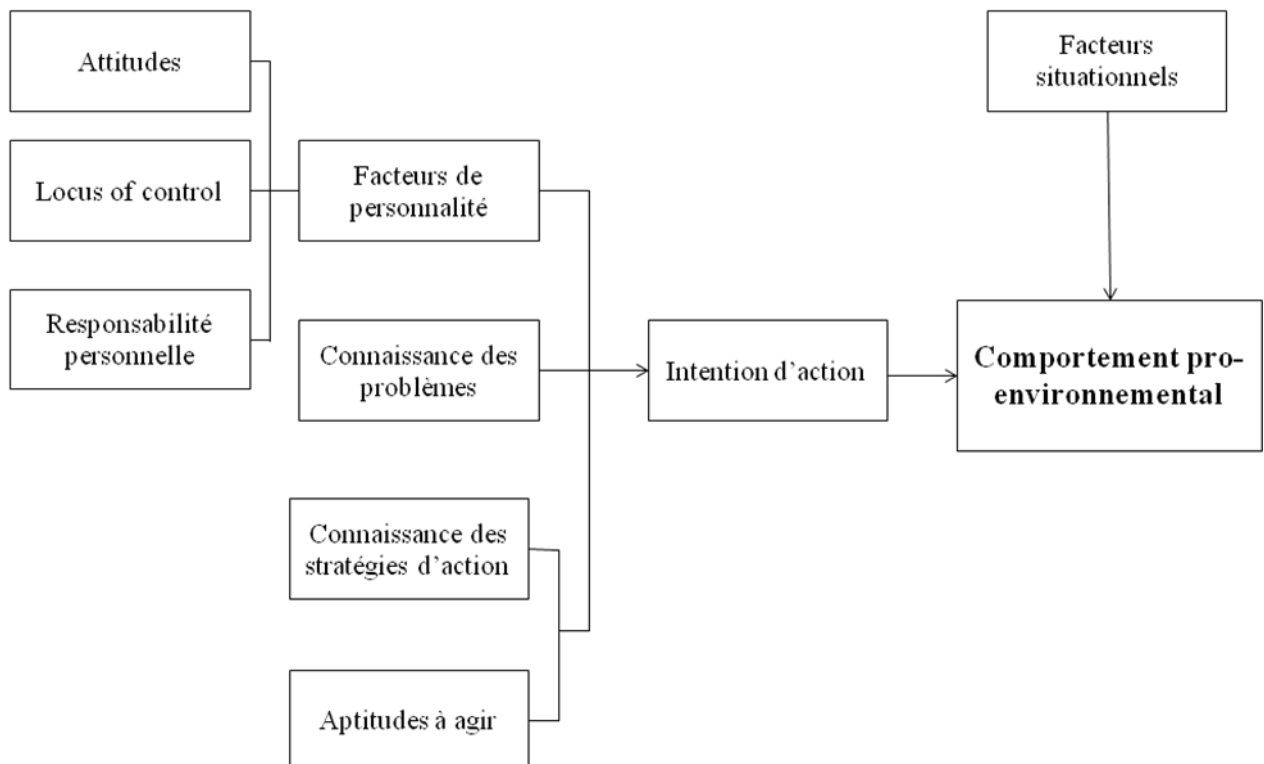 Attitudes
Locus of control
Responsabilité
personnelle
Facteurs de
personnalité
Connaissance des
problèmes
Connaissance des
stratégies d’action
Aptitudes à agir
Intention d’action
Facteurs
situationnels
Comportement pro-
environnemental